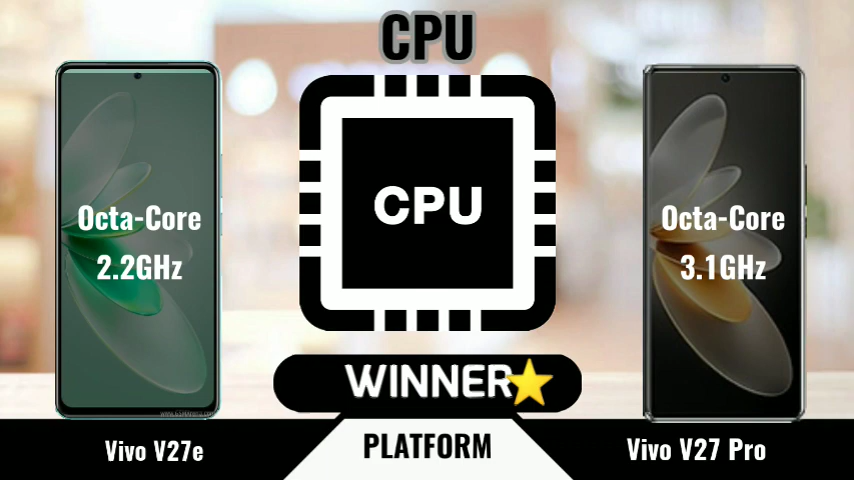 CPU
Octa-Core
2.2GHz
CPU
Octa-Core
3.1GHz
WINNER
PLATFORM
Vivo V27e
Vivo V27 Pro